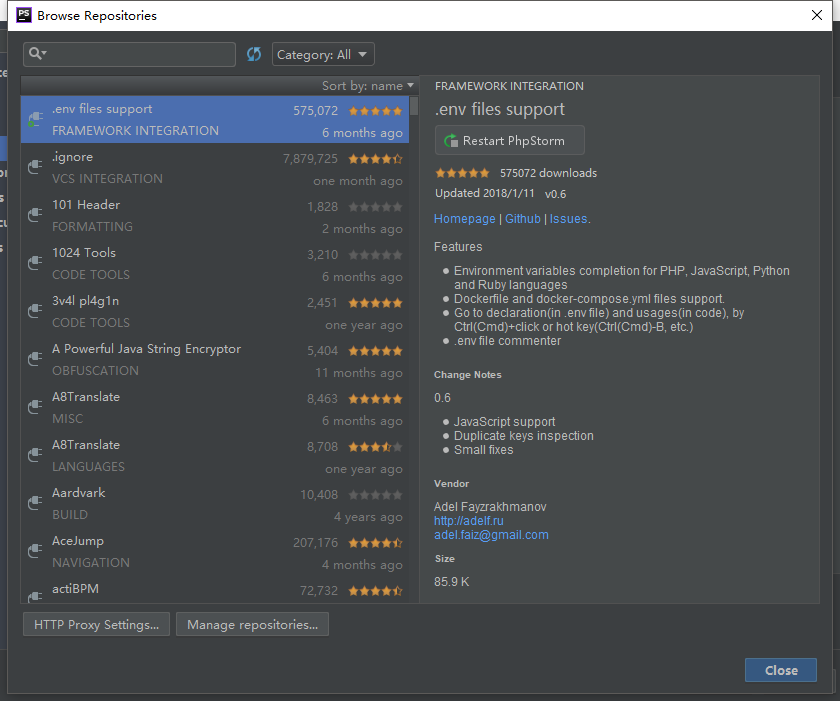 PS Browse Repositories
Category: All
Sort by: name
.env files support 575,072
FRAMEWORK INTEGRATION 6 months ago
.ignore 7,879,725
VCS INTEGRATION one month ago
101 Header 1,828
FORMATTING 2 months ago
1024 Tools 3,210
CODE TOOLS 6 months ago
3v4l pl4g1n 2,451
CODE TOOLS one year ago
A Powerful Java String Encryptor 5,404
OBFUSCATION 11 months ago
A8Translate 8,463
MISC 6 months ago
A8Translate 8,708
LANGUAGES one year ago
Aardvark 10,408
BUILD 4 years ago
AceJump 207,176
NAVIGATION 4 months ago
actiBPM 72,732
FRAMEWORK INTEGRATION
.env files support
Restart PhpStorm
575072 downloads
Updated 2018/1/11 v0.6
Homepage | Github | Issues.
Features
Environment variables completion for PHP, JavaScript, Python
and Ruby languages
Dockerfile and docker-compose.yml files support.
Go to declaration(in .env file) and usages(in code), by
Ctrl(Cmd)+click or hot key(Ctrl(Cmd)-B, etc.)
.env file commenter
Change Notes
0.6
JavaScript support
Duplicate keys inspection
Small fixes
Vendor
Adel Fayzrakhmanov
http://adelf.ru
adel.faiz@gmail.com
Size
85.9 K
HTTP Proxy Settings... Manage repositories...
Close